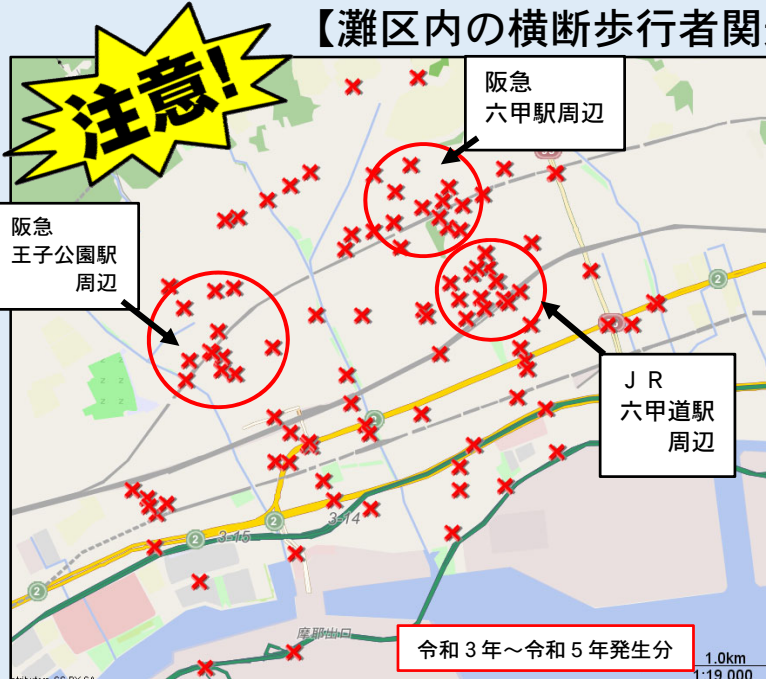 【灘区内の横断歩行者関
注意!
阪急
六甲駅周辺
阪急
王子公園駅
周辺
2
ＪＲ
六甲道駅
周辺
2
3-14
2
2
3-15
2
摩耶出口
令和３年～令和５年発生分
1.0km
1:19,000